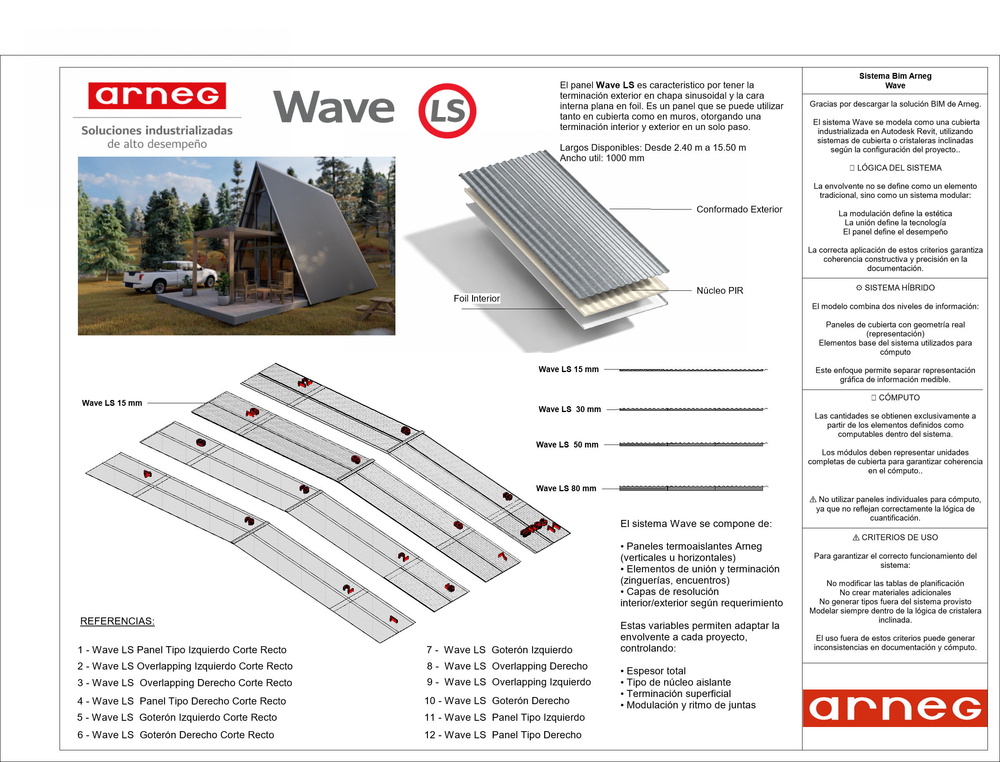 arneg
Soluciones industrializadas
de alto desempeño
Wave
LS
El panel Wave LS es caracteristico por tener la
terminación exterior en chapa sinusoidal y la cara
interna plana en foil. Es un panel que se puede utilizar
tanto en cubierta como en muros, otorgando una
terminación interior y exterior en un solo paso.
Largos Disponibles: Desde 2.40 m a 15.50 m
Ancho util: 1000 mm
Conformado Exterior
Núcleo PIR
Foil Interior
Wave LS 15 mm
Wave LS 15 mm
Wave LS  30 mm
Wave LS  50 mm
Wave LS 80 mm
REFERENCIAS:
1 - Wave LS Panel Tipo Izquierdo Corte Recto
2 - Wave LS Overlapping Izquierdo Corte Recto
3 - Wave LS  Overlapping Derecho Corte Recto
4 - Wave LS  Panel Tipo Derecho Corte Recto
5 - Wave LS  Goterón Izquierdo Corte Recto
6 - Wave LS  Goterón Derecho Corte Recto
7 -  Wave LS  Goterón Izquierdo
8 -  Wave LS  Overlapping Derecho
9 -  Wave LS  Overlapping Izquierdo
10 - Wave LS  Goterón Derecho
11 - Wave LS  Panel Tipo Izquierdo
12 - Wave LS  Panel Tipo Derecho
El sistema Wave se compone de:
• Paneles termoaislantes Arneg
(verticales u horizontales)
• Elementos de unión y terminación
(zinguerías, encuentros)
• Capas de resolución
interior/exterior según requerimiento
Estas variables permiten adaptar la
envolvente a cada proyecto,
controlando:
• Espesor total
• Tipo de núcleo aislante
• Terminación superficial
• Modulación y ritmo de juntas
Sistema Bim Arneg
Wave
Gracias por descargar la solución BIM de Arneg.
El sistema Wave se modela como una cubierta
industrializada en Autodesk Revit, utilizando
sistemas de cubierta o cristaleras inclinadas
según la configuración del proyecto..
LÓGICA DEL SISTEMA
La envolvente no se define como un elemento
tradicional, sino como un sistema modular:
La modulación define la estética
La unión define la tecnología
El panel define el desempeño
La correcta aplicación de estos criterios garantiza
coherencia constructiva y precisión en la
documentación.
⚙ SISTEMA HÍBRIDO
El modelo combina dos niveles de información:
Paneles de cubierta con geometría real
(representación)
Elementos base del sistema utilizados para
cómputo
Este enfoque permite separar representación
gráfica de información medible.
CÓMPUTO
Las cantidades se obtienen exclusivamente a
partir de los elementos definidos como
computables dentro del sistema.
Los módulos deben representar unidades
completas de cubierta para garantizar coherencia
en el cómputo..
⚠ No utilizar paneles individuales para cómputo,
ya que no reflejan correctamente la lógica de
cuantificación.
⚠ CRITERIOS DE USO
Para garantizar el correcto funcionamiento del
sistema:
No modificar las tablas de planificación
No crear materiales adicionales
No generar tipos fuera del sistema provisto
Modelar siempre dentro de la lógica de cristalera
inclinada.
El uso fuera de estos criterios puede generar
inconsistencias en documentación y cómputo.
arneg